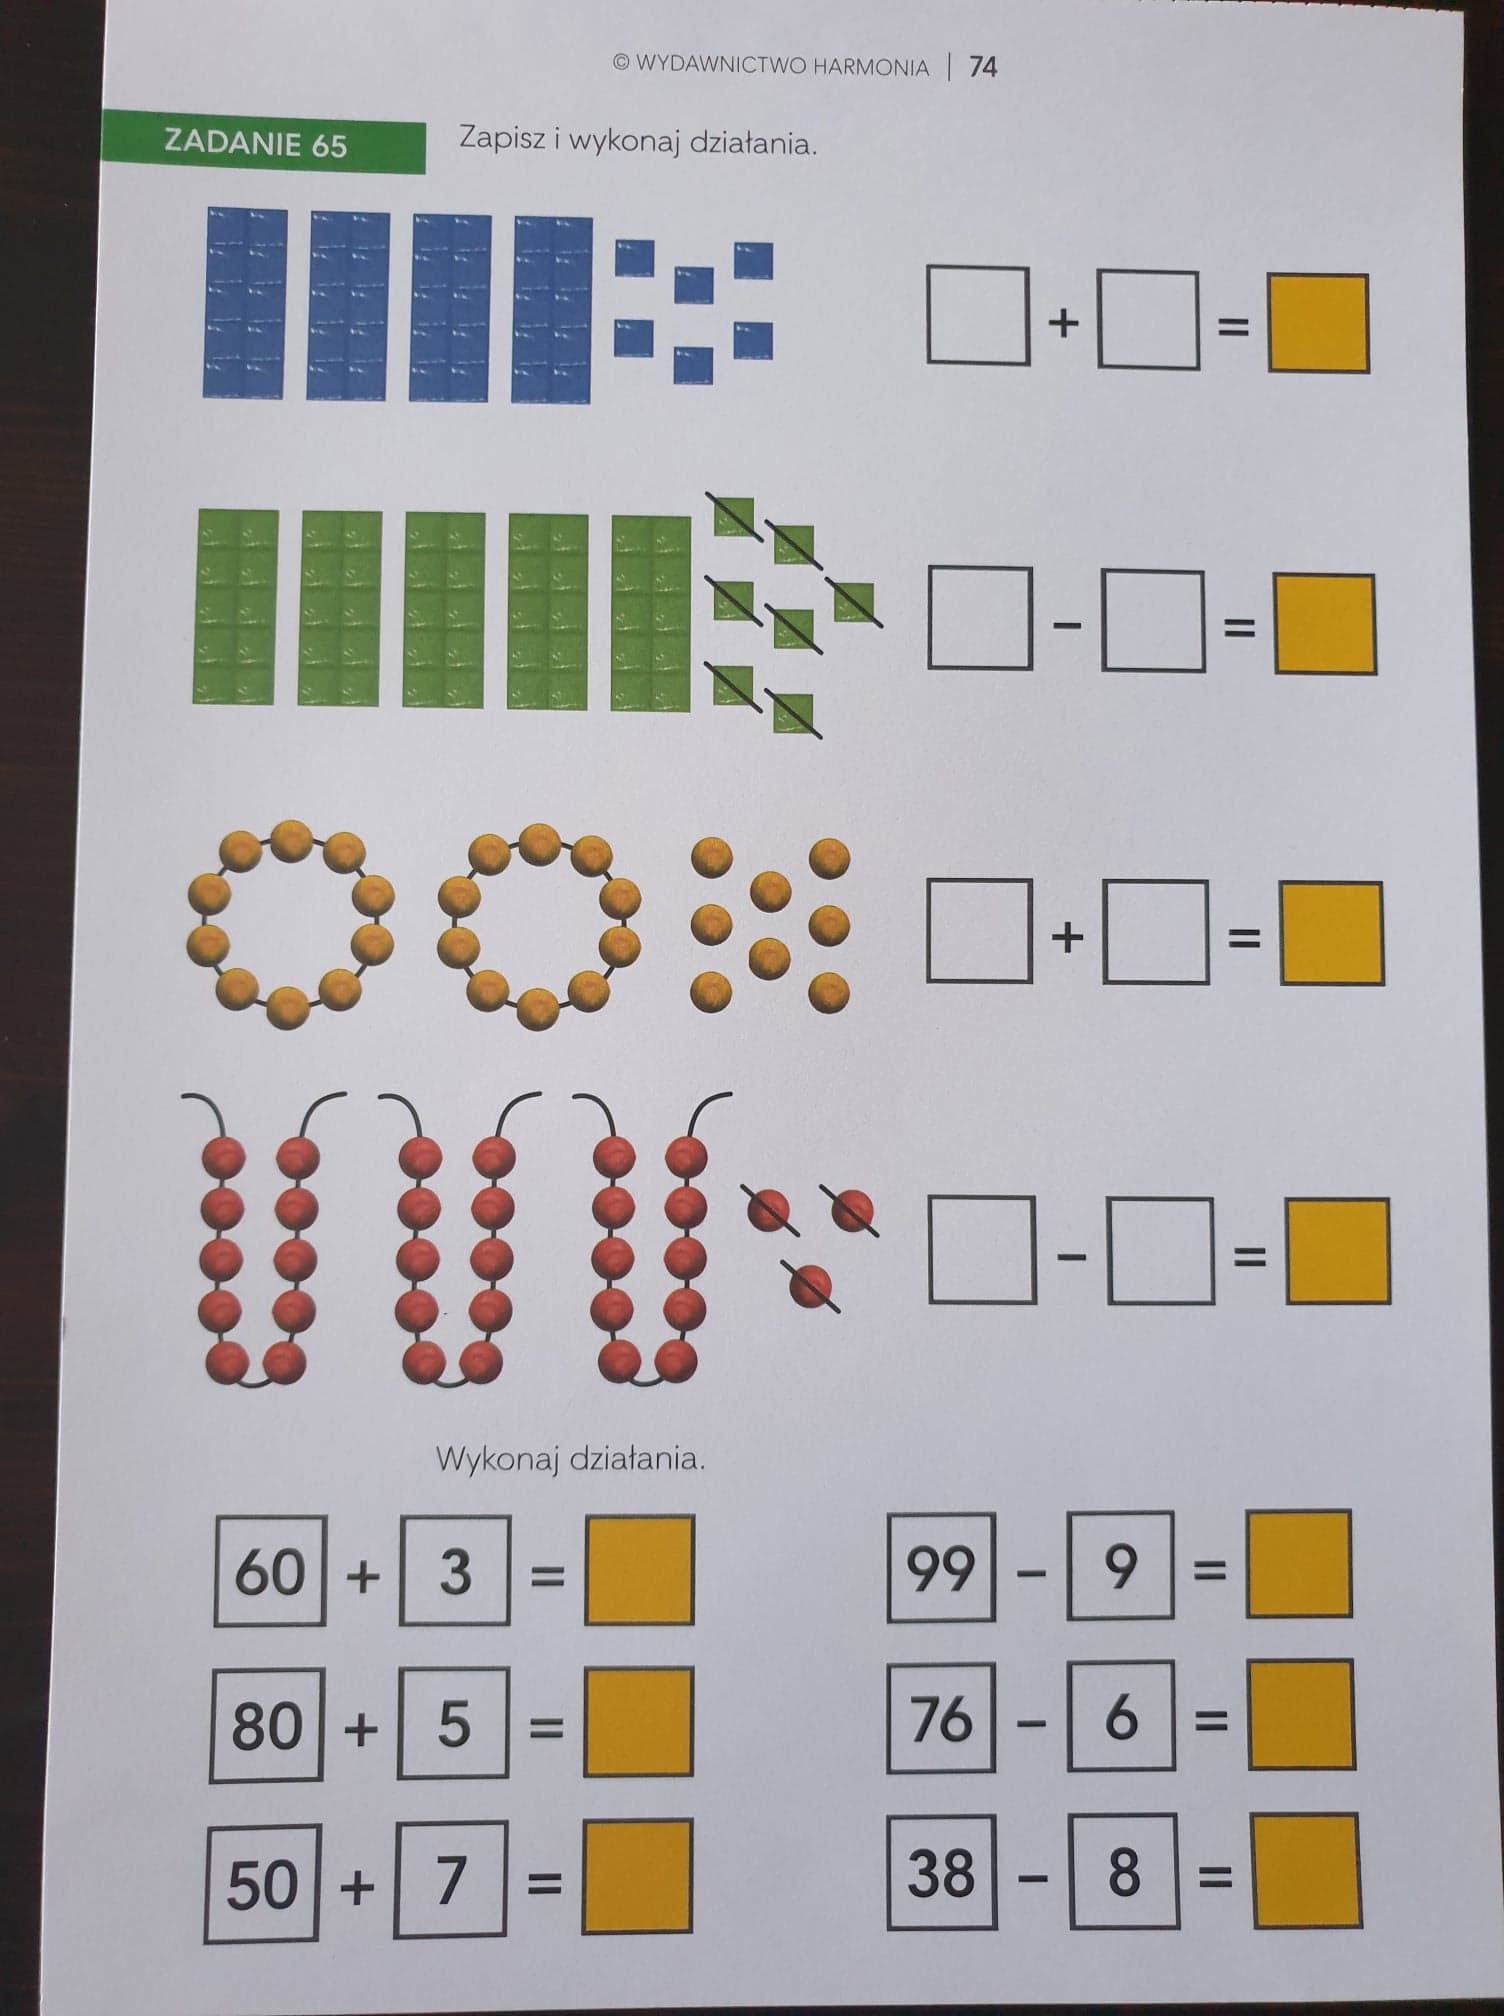 © WYDAWNICTWO HARMONIA | 74
ZADANIE 65 Zapisz i wykonaj działania.
+ =
- =
+ =
- =
Wykonaj działania.
60 + 3 = 99 - 9 =
80 + 5 = 76 - 6 =
50 + 7 = 38 - 8 =